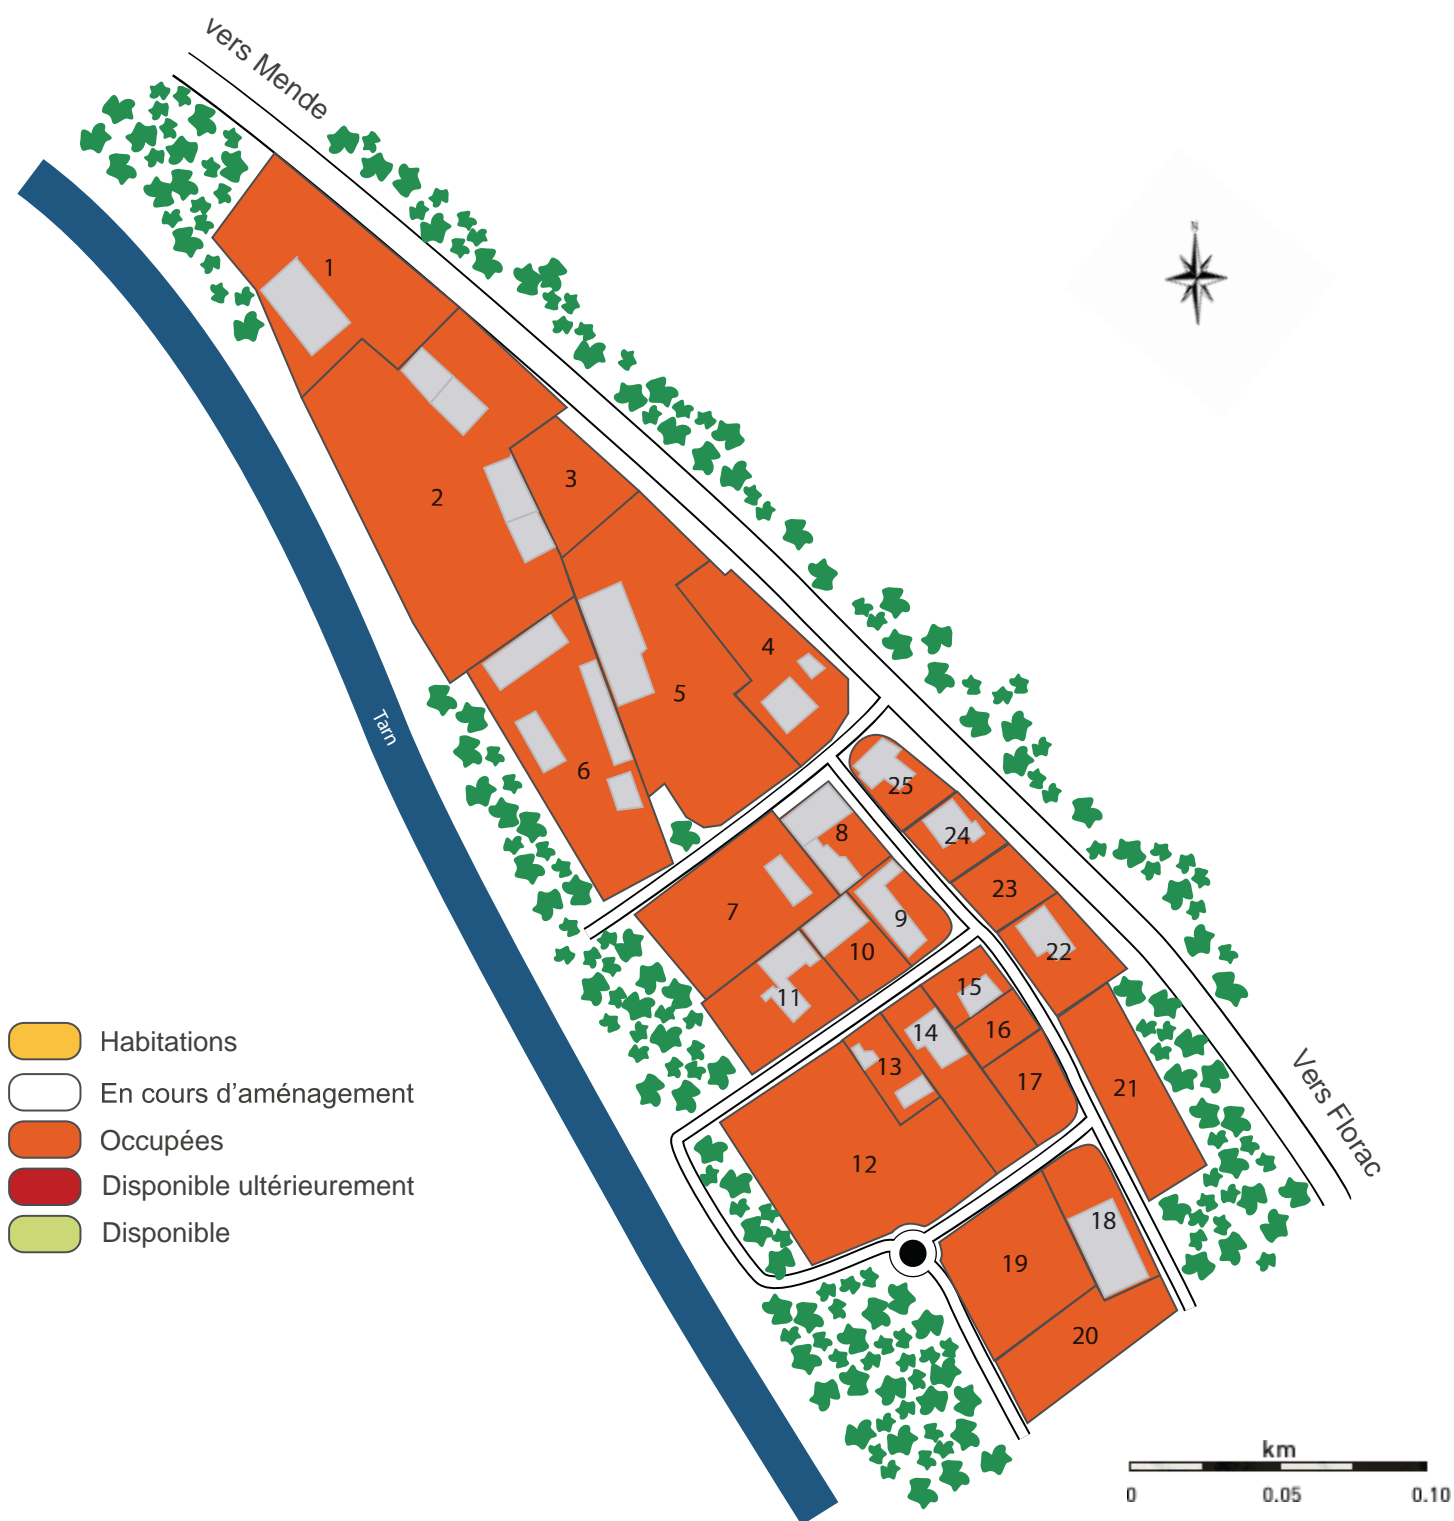 vers Mende
N
1
2
3
4
5
6
Tarn
25
24
23
22
8
7
9
10
11
15
16
14
13
17
21
12
18
19
20
Vers Florac
Habitations
En cours d’aménagement
Occupées
Disponible ultérieurement
Disponible
km
0 0.05 0.10